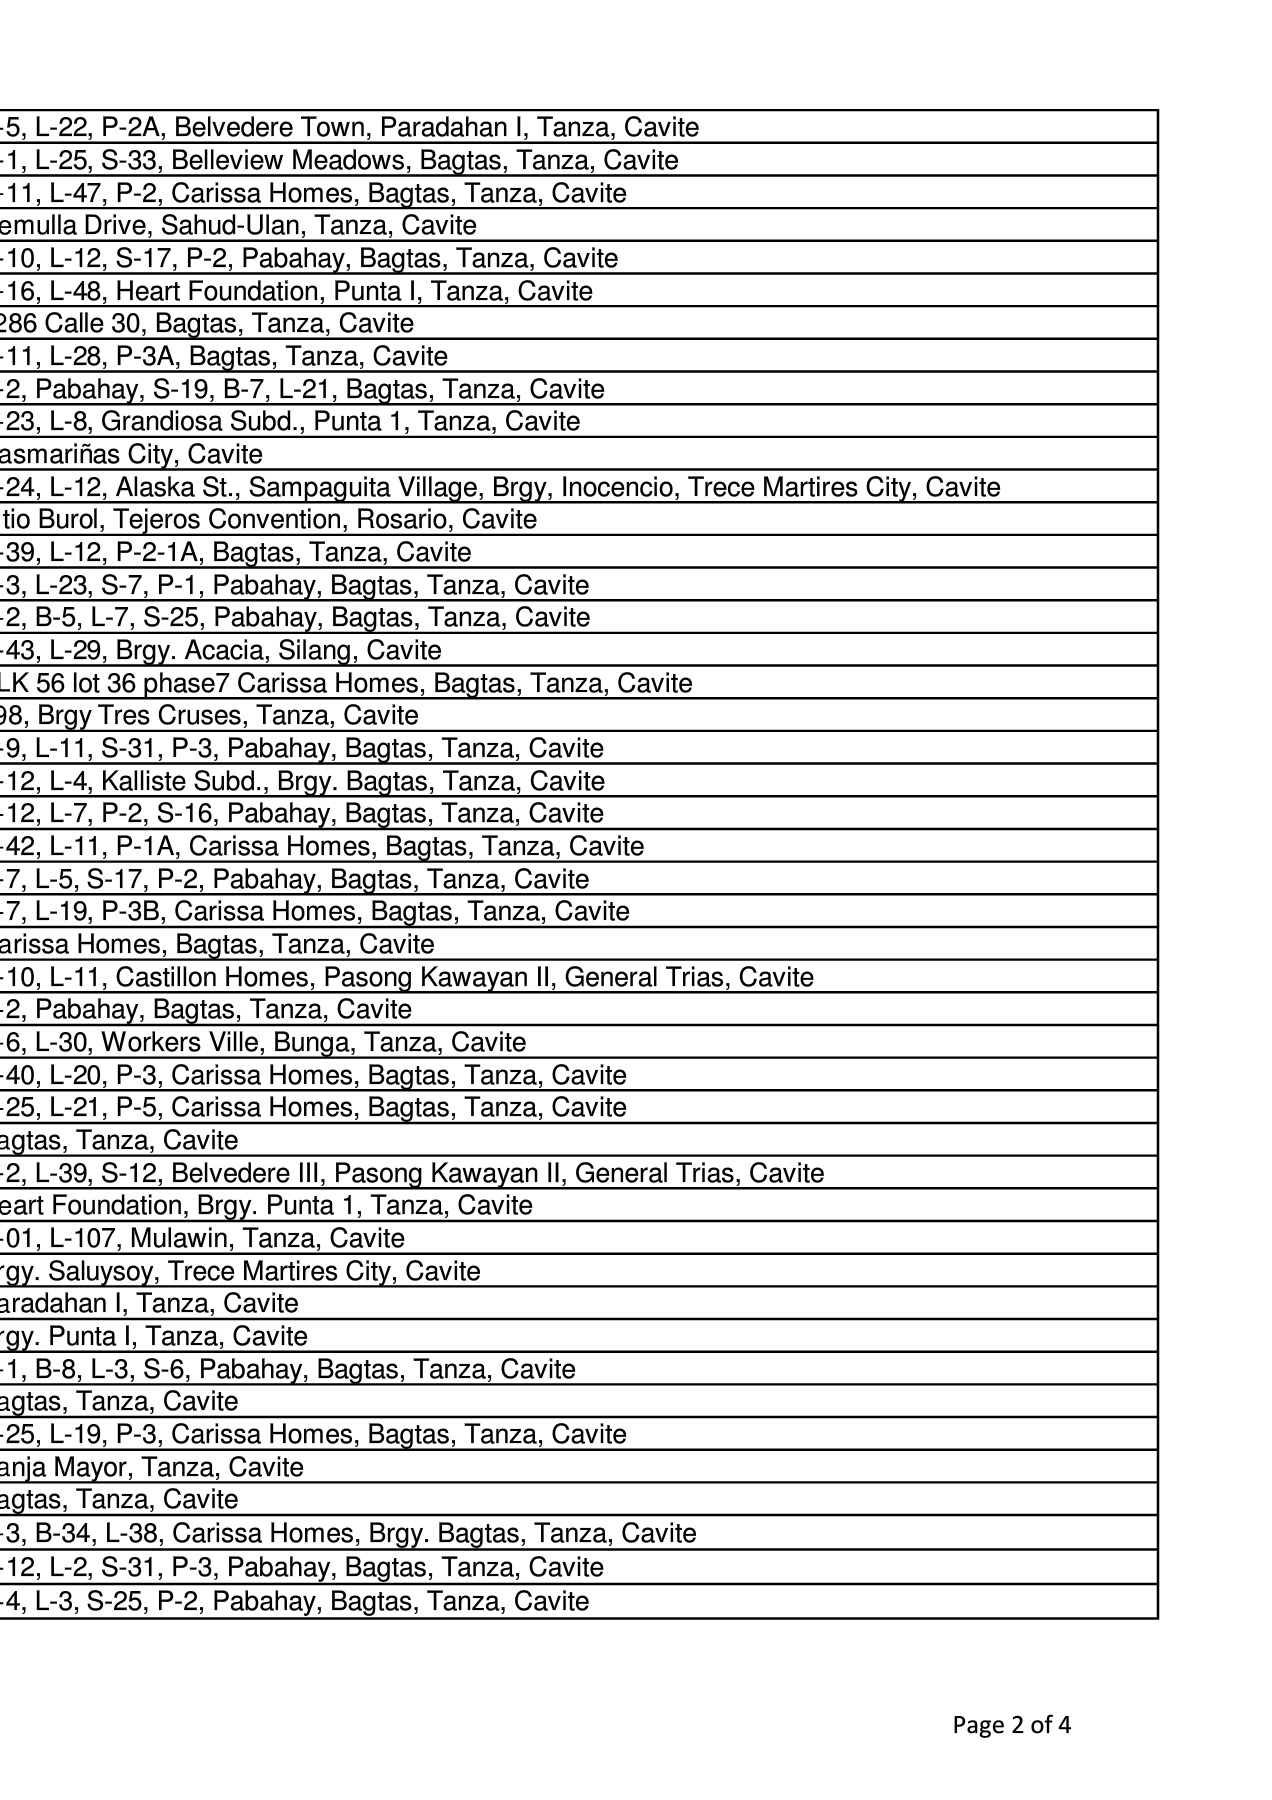 -5, L-22, P-2A, Belvedere Town, Paradahan I, Tanza, Cavite
-1, L-25, S-33, Belleview Meadows, Bagtas, Tanza, Cavite
-11, L-47, P-2, Carissa Homes, Bagtas, Tanza, Cavite
emulla Drive, Sahud-Ulan, Tanza, Cavite
-10, L-12, S-17, P-2, Pabahay, Bagtas, Tanza, Cavite
-16, L-48, Heart Foundation, Punta I, Tanza, Cavite
286 Calle 30, Bagtas, Tanza, Cavite
-11, L-28, P-3A, Bagtas, Tanza, Cavite
-2, Pabahay, S-19, B-7, L-21, Bagtas, Tanza, Cavite
-23, L-8, Grandiosa Subd., Punta 1, Tanza, Cavite
asmariñas City, Cavite
-24, L-12, Alaska St., Sampaguita Village, Brgy, Inocencio, Trece Martires City, Cavite
tio Burol, Tejeros Convention, Rosario, Cavite
-39, L-12, P-2-1A, Bagtas, Tanza, Cavite
-3, L-23, S-7, P-1, Pabahay, Bagtas, Tanza, Cavite
-2, B-5, L-7, S-25, Pabahay, Bagtas, Tanza, Cavite
-43, L-29, Brgy. Acacia, Silang, Cavite
LK 56 lot 36 phase7 Carissa Homes, Bagtas, Tanza, Cavite
98, Brgy Tres Cruses, Tanza, Cavite
-9, L-11, S-31, P-3, Pabahay, Bagtas, Tanza, Cavite
-12, L-4, Kalliste Subd., Brgy. Bagtas, Tanza, Cavite
-12, L-7, P-2, S-16, Pabahay, Bagtas, Tanza, Cavite
-42, L-11, P-1A, Carissa Homes, Bagtas, Tanza, Cavite
-7, L-5, S-17, P-2, Pabahay, Bagtas, Tanza, Cavite
-7, L-19, P-3B, Carissa Homes, Bagtas, Tanza, Cavite
arissa Homes, Bagtas, Tanza, Cavite
-10, L-11, Castillon Homes, Pasong Kawayan II, General Trias, Cavite
-2, Pabahay, Bagtas, Tanza, Cavite
-6, L-30, Workers Ville, Bunga, Tanza, Cavite
-40, L-20, P-3, Carissa Homes, Bagtas, Tanza, Cavite
-25, L-21, P-5, Carissa Homes, Bagtas, Tanza, Cavite
agtas, Tanza, Cavite
-2, L-39, S-12, Belvedere III, Pasong Kawayan II, General Trias, Cavite
eart Foundation, Brgy. Punta 1, Tanza, Cavite
-01, L-107, Mulawin, Tanza, Cavite
rgy. Saluysoy, Trece Martires City, Cavite
aradahan I, Tanza, Cavite
rgy. Punta I, Tanza, Cavite
-1, B-8, L-3, S-6, Pabahay, Bagtas, Tanza, Cavite
agtas, Tanza, Cavite
-25, L-19, P-3, Carissa Homes, Bagtas, Tanza, Cavite
anja Mayor, Tanza, Cavite
agtas, Tanza, Cavite
-3, B-34, L-38, Carissa Homes, Brgy. Bagtas, Tanza, Cavite
-12, L-2, S-31, P-3, Pabahay, Bagtas, Tanza, Cavite
-4, L-3, S-25, P-2, Pabahay, Bagtas, Tanza, Cavite
Page 2 of 4